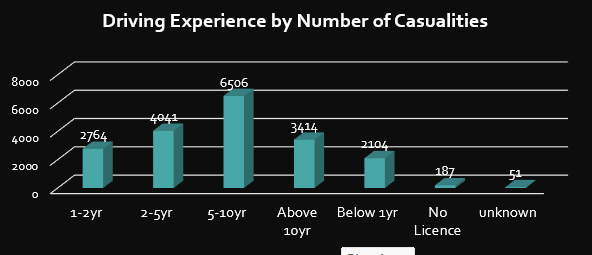 Driving Experience by Number of Casualities
8000
6000
4000
2000
0
2764
4041
6506
3414
2104
187
51
1-2yr
2-5yr
5-10yr
Above
10yr
Below 1yr
No
Licence
unknown